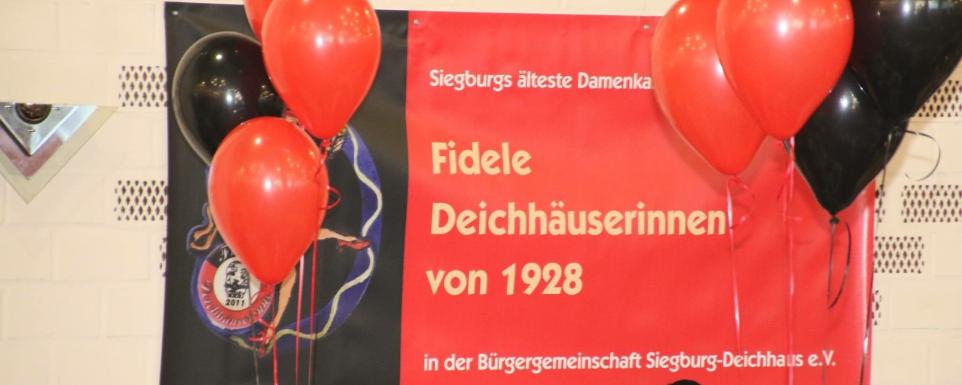 Siegburgs älteste Damenka
Fidele
Deichhäuserinnen
von 1928
in der Bürgergemeinschaft Siegburg-Deichhaus e.V.
2011